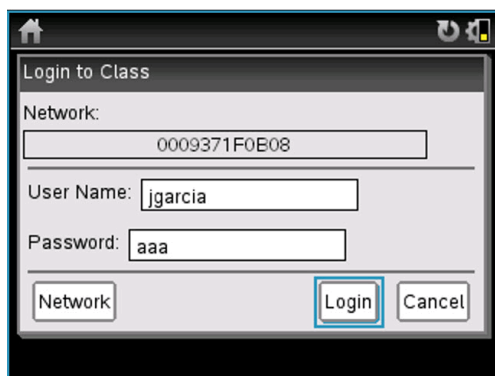 Login to Class
Network:
0009371F0B08
User Name: jgarcia
Password: aaa
Network Login Cancel